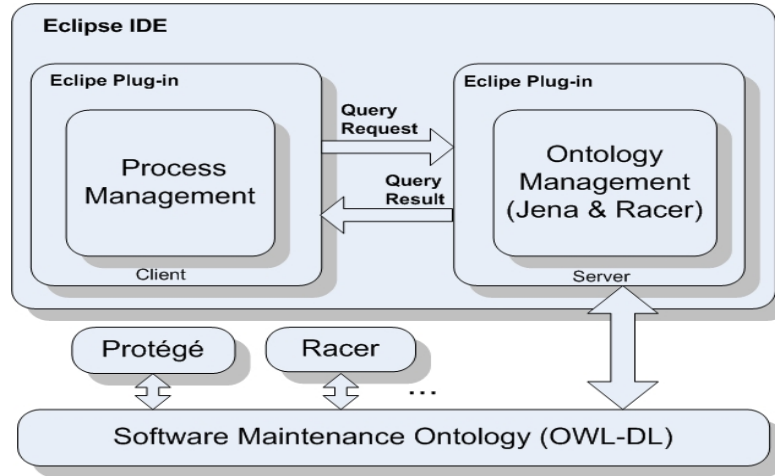 Eclipse IDE
Eclipe Plug-in
Process
Management
Client
Query
Request
Query
Result
Eclipe Plug-in
Ontology
Management
(Jena & Racer)
Server
Protégé
Racer
...
Software Maintenance Ontology (OWL-DL)